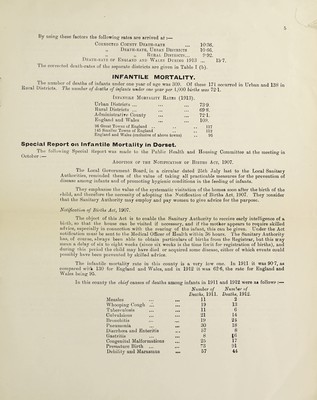 5
By using these factors the following rates are arrived at :—
Corrected County Death-rate ... 10·36.
„ Death-rate, Urban Districts 10·66.
„ „ Rural Districts... 9·92.
Death-rate of England and Wales During 1913 ... 13·7.
The corrected death-rates of the separate districts are given in Table 1 (b).
INFANTILE MORTALITY.
The number of deaths of infants under one year of age was 300. Of these 171 occurred in Urban and 129 in
Rural Districts. The number of deaths of infants under one year per 1,000 births was 72·1.
Infantile Mortality Rates (1913).
Urban Districts ... 73·9.
Rural Districts ... 69·8.
Administrative County ... 72·1.
England and Wales ... 109.
96 Great Towns of England ... 117
145 Smaller Towns of England ... 112
England and Wales (exclusive of above towns)
Special Report on Infantile Mortality in Dorset.
The following Special Report was made to the Public Health and Housing Committee at the meeting in
October :—
Adoption of the Notification of Births Act, 1907.
The Local Government Board, in a circular dated 25th July last to the Local Sanitary
Authorities, reminded them of the value of taking all practicable measures for the prevention of
disease among infants and of promoting hygienic conditions in the feeding of infants.
They emphasise the value of the systematic visitation of the homes soon after the birth of the
child, and therefore the necessity of adopting the Notification of Births Act, 1907. They consider
that the Sanitary Authority may employ and pay women to give advice for the purpose.
Notification of Births Act, 1907.
The object of this Act is to enable the Sanitary Authority to receive early intelligence of a
birth, so that the house can be visited if necessary, and if the mother appears to require skilled
advice, especially in connection with the rearing of the infant, this can be given. Under the Act
notification must be sent to the Medical Officer of Health within 36 hours. The Sanitary Authority
has, of course, always been able to obtain particulars of births from the Registrar, but this may
mean a delay of six to eight weeks (since six weeks is the time limit for registration of births), and
during this period the child may have died or acquired some disease, either of which events could
possibly have been prevented by skilled advice.
The infantile mortality rate in this county is a very low one. In 1911 it was 90·7, as
compared with 130 for England and Wales, and in 1912 it was 62·6, the rate for England and
Wales being 95.
In this county the chief causes of deaths among infants in 1911 and 1912 were as follows :—
Number of Deaths, 1911. Number of Deaths, 1912.
Measles ... 11 2
Whooping Cough ... 19 13
Tuberculosis ... 11 6
Convulsions ... 21 14
Bronchitis ... 19 24
Pneumonia ... 30 19
Diarrhœa and Enteritis ... 57 8
Gastritis ... 6
Congenital Malformations ... 25 17
Premature Birth ... 73 51
Debility and Marasmus ... 57 44